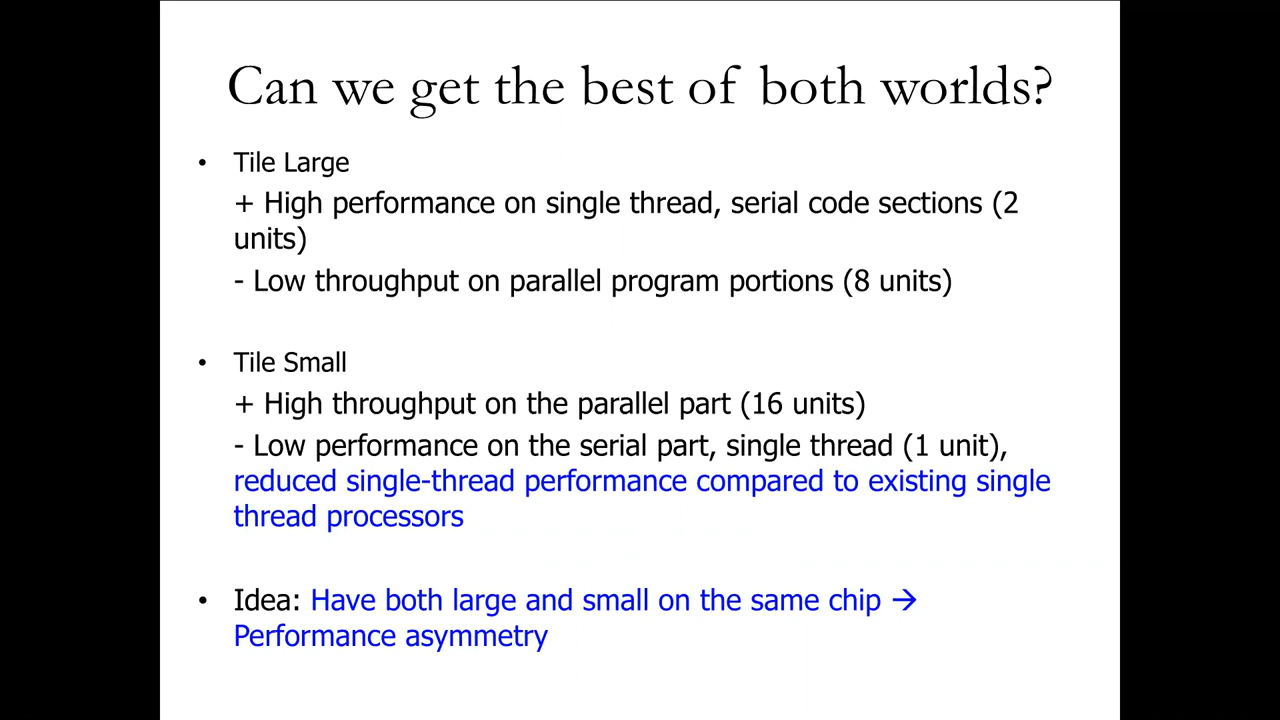 Can we get the best of both worlds?
• Tile Large
+ High performance on single thread, serial code sections (2
units)
- Low throughput on parallel program portions (8 units)
• Tile Small
+ High throughput on the parallel part (16 units)
- Low performance on the serial part, single thread (1 unit),
reduced single-thread performance compared to existing single
thread processors
• Idea: Have both large and small on the same chip →
Performance asymmetry